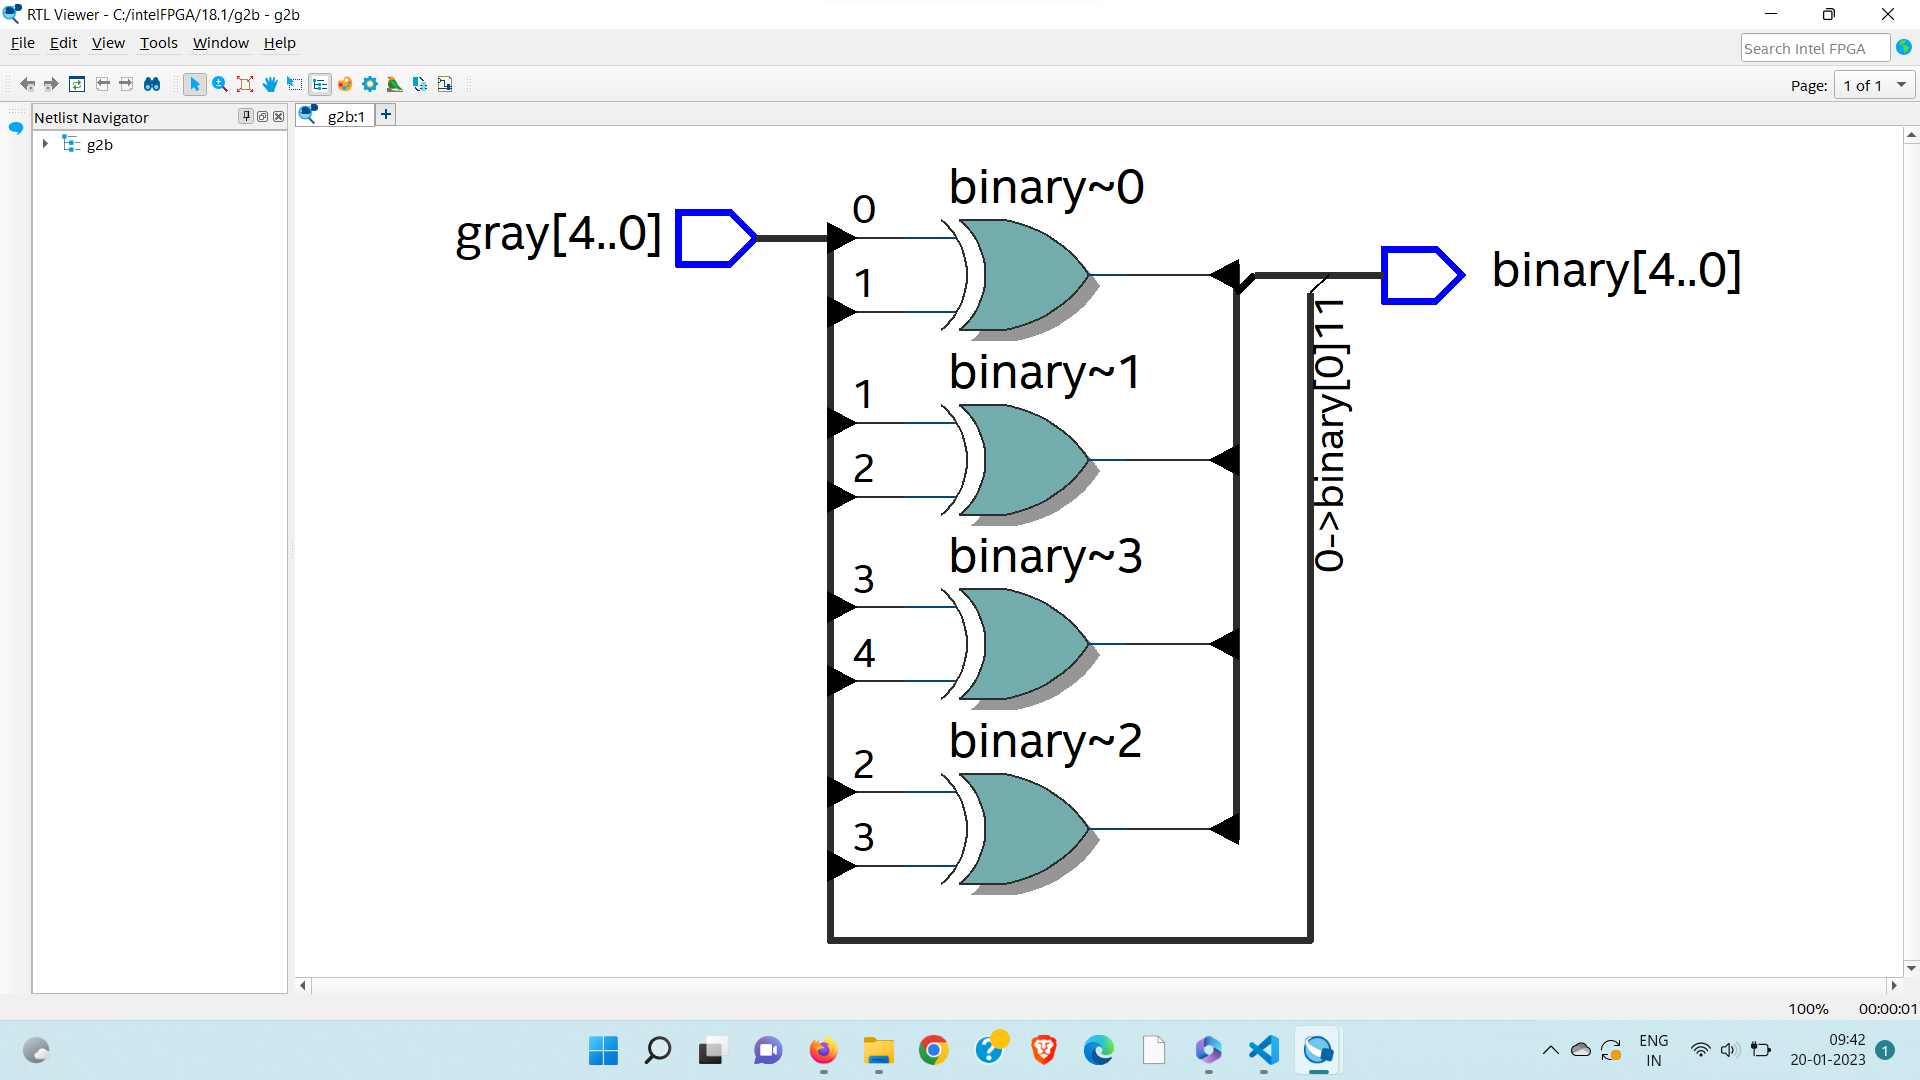 RTL Viewer - C:/intelFPGA/18.1/g2b - g2b
File Edit View Tools Window Help
Search Intel FPGA
Page: 1 of 1
Netlist Navigator
g2b:1
g2b
gray[4..0]
0
1
binary~0
binary[4..0]
0->binary[0]11
1
2
binary~1
3
4
binary~3
2
3
binary~2
100% 00:00:01
ENG
IN
09:42
20-01-2023
1